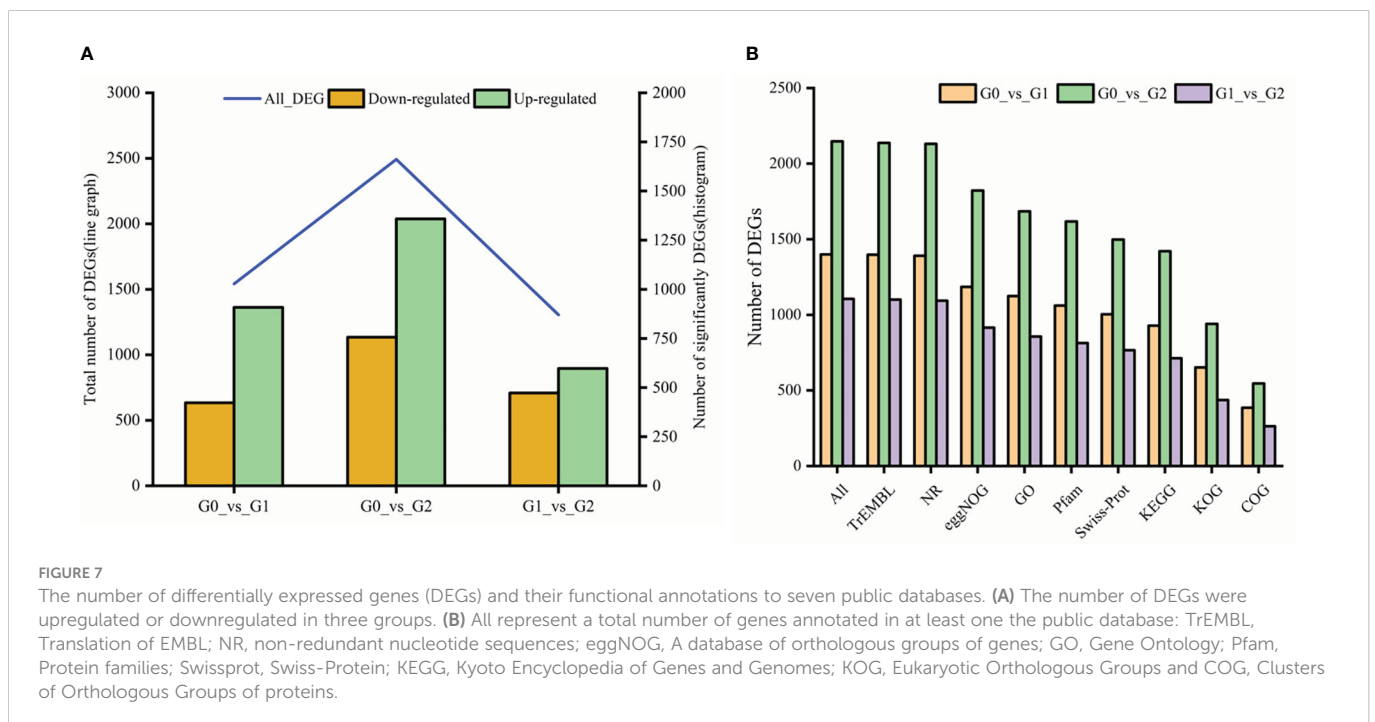 A
3000
2500
2000
1500
1000
500
0
Total number of DEGs(line graph)
All_DEG Down-regulated Up-regulated
2000
1750
1500
1250
1000
750
500
250
0
Number of significantly DEGs(histogram)
G0_vs_G1 G0_vs_G2 G1_vs_G2
B
2500
2000
1500
1000
500
0
Number of DEGs
G0_vs_G1 G0_vs_G2 G1_vs_G2
All TrEMBL NR eggNOG GO Pfam Swiss-Prot KEGG KOG COG
FIGURE 7
The number of differentially expressed genes (DEGs) and their functional annotations to seven public databases. (A) The number of DEGs were
upregulated or downregulated in three groups. (B) All represent a total number of genes annotated in at least one the public database: TrEMBL,
Translation of EMBL; NR, non-redundant nucleotide sequences; eggNOG, A database of orthologous groups of genes; GO, Gene Ontology; Pfam,
Protein families; Swissprot, Swiss-Protein; KEGG, Kyoto Encyclopedia of Genes and Genomes; KOG, Eukaryotic Orthologous Groups and COG, Clusters
of Orthologous Groups of proteins.